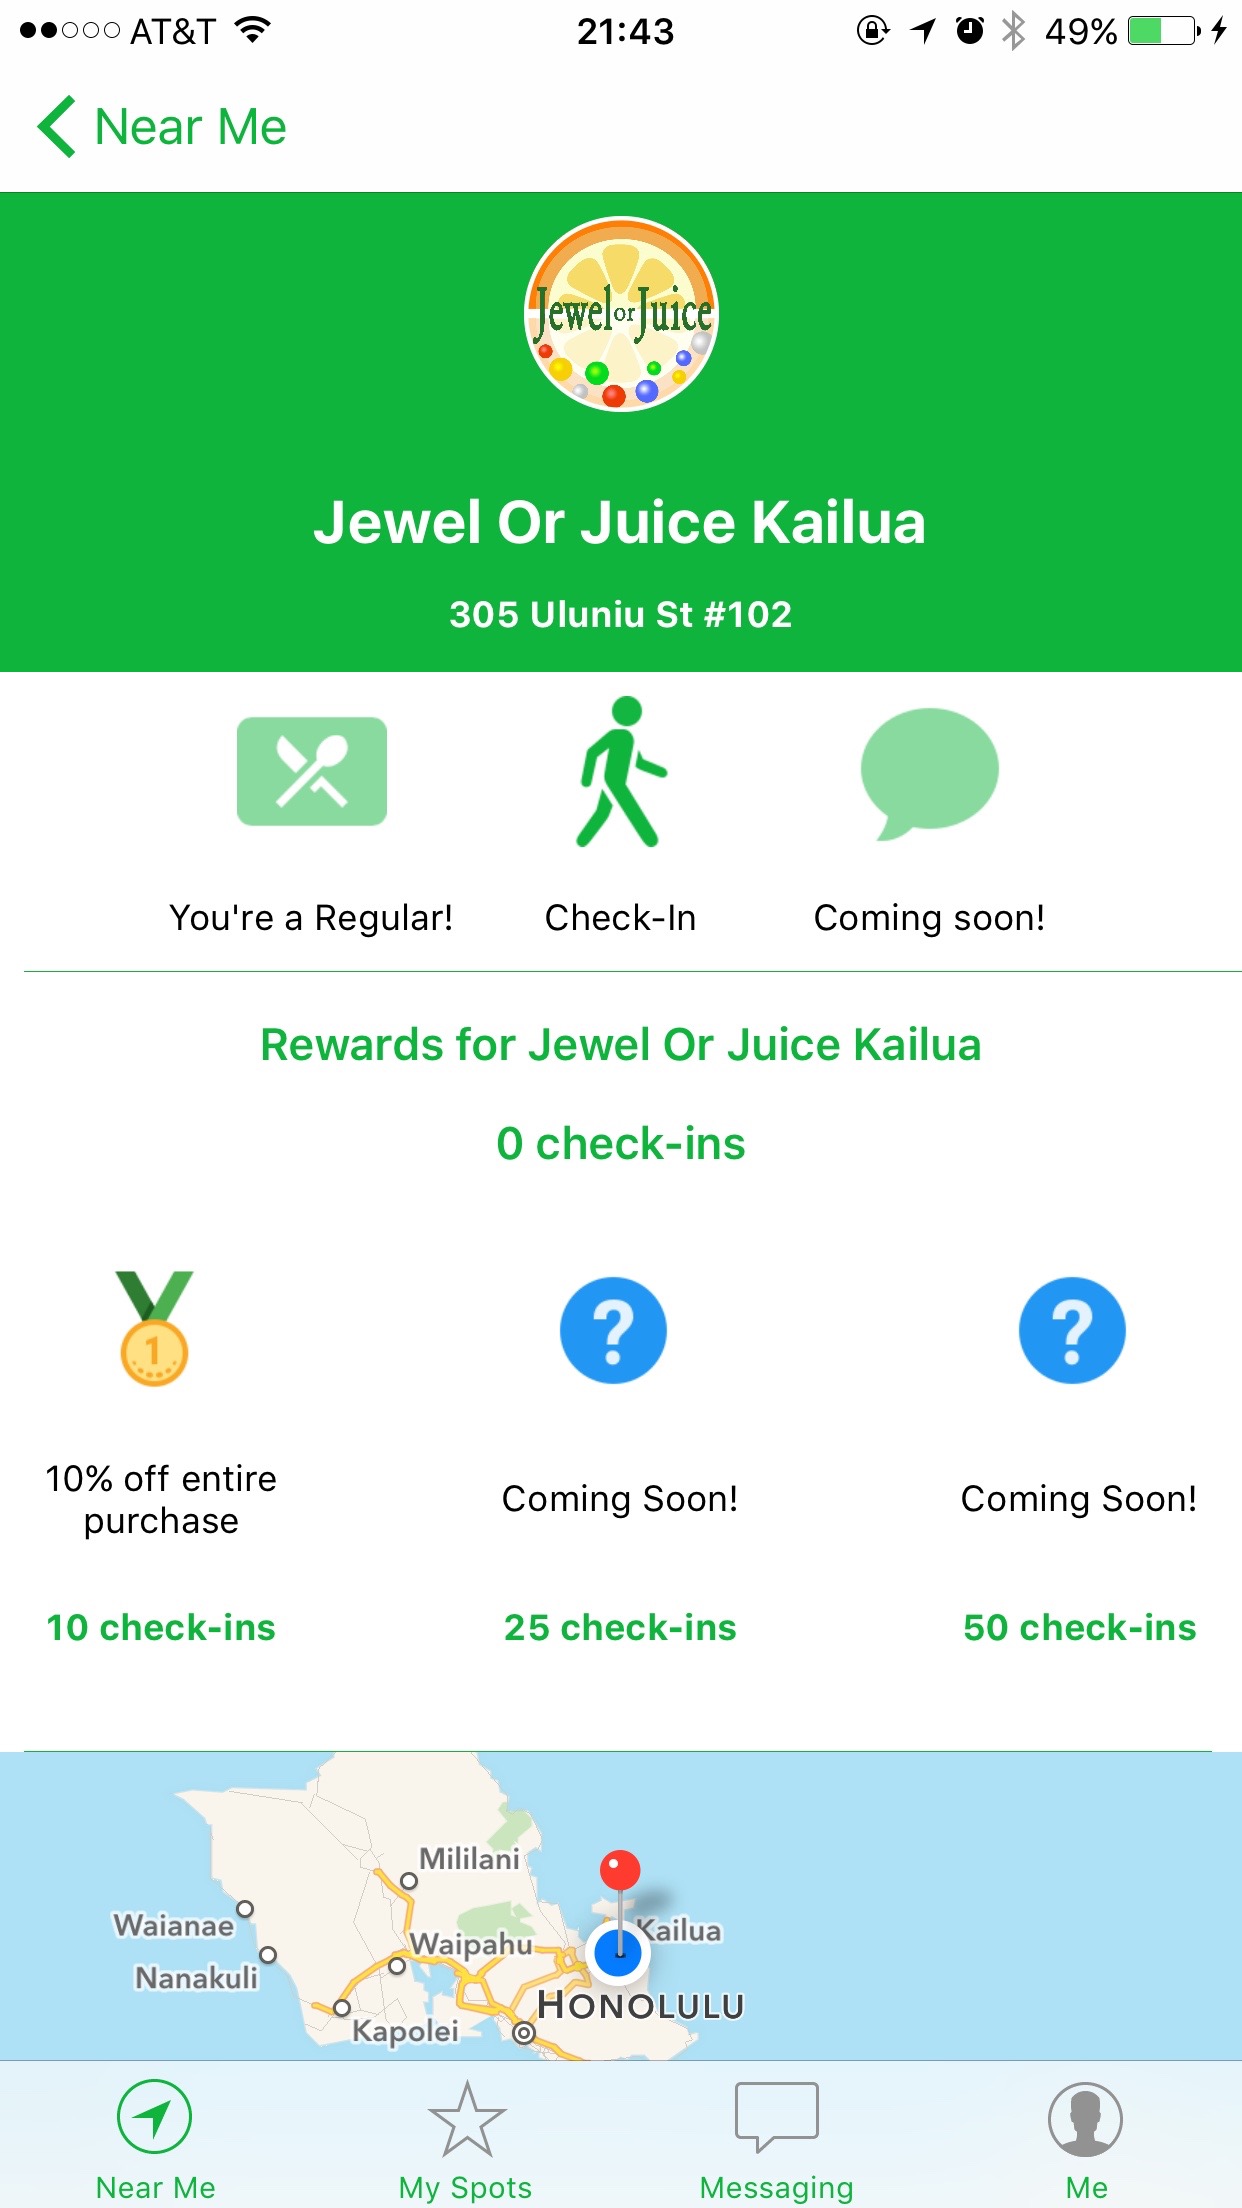 AT&T 21:43 49%
Near Me
Jewel or Juice
Jewel Or Juice Kailua
305 Uluniu St #102
You're a Regular! Check-In Coming soon!
Rewards for Jewel Or Juice Kailua
0 check-ins
1 ? ?
10% off entire
purchase
Coming Soon! Coming Soon!
10 check-ins 25 check-ins 50 check-ins
Mililani
Waianae
Kailua
Waipahu
Nanakuli
HONOLULU
Kapolei
Near Me My Spots Messaging Me